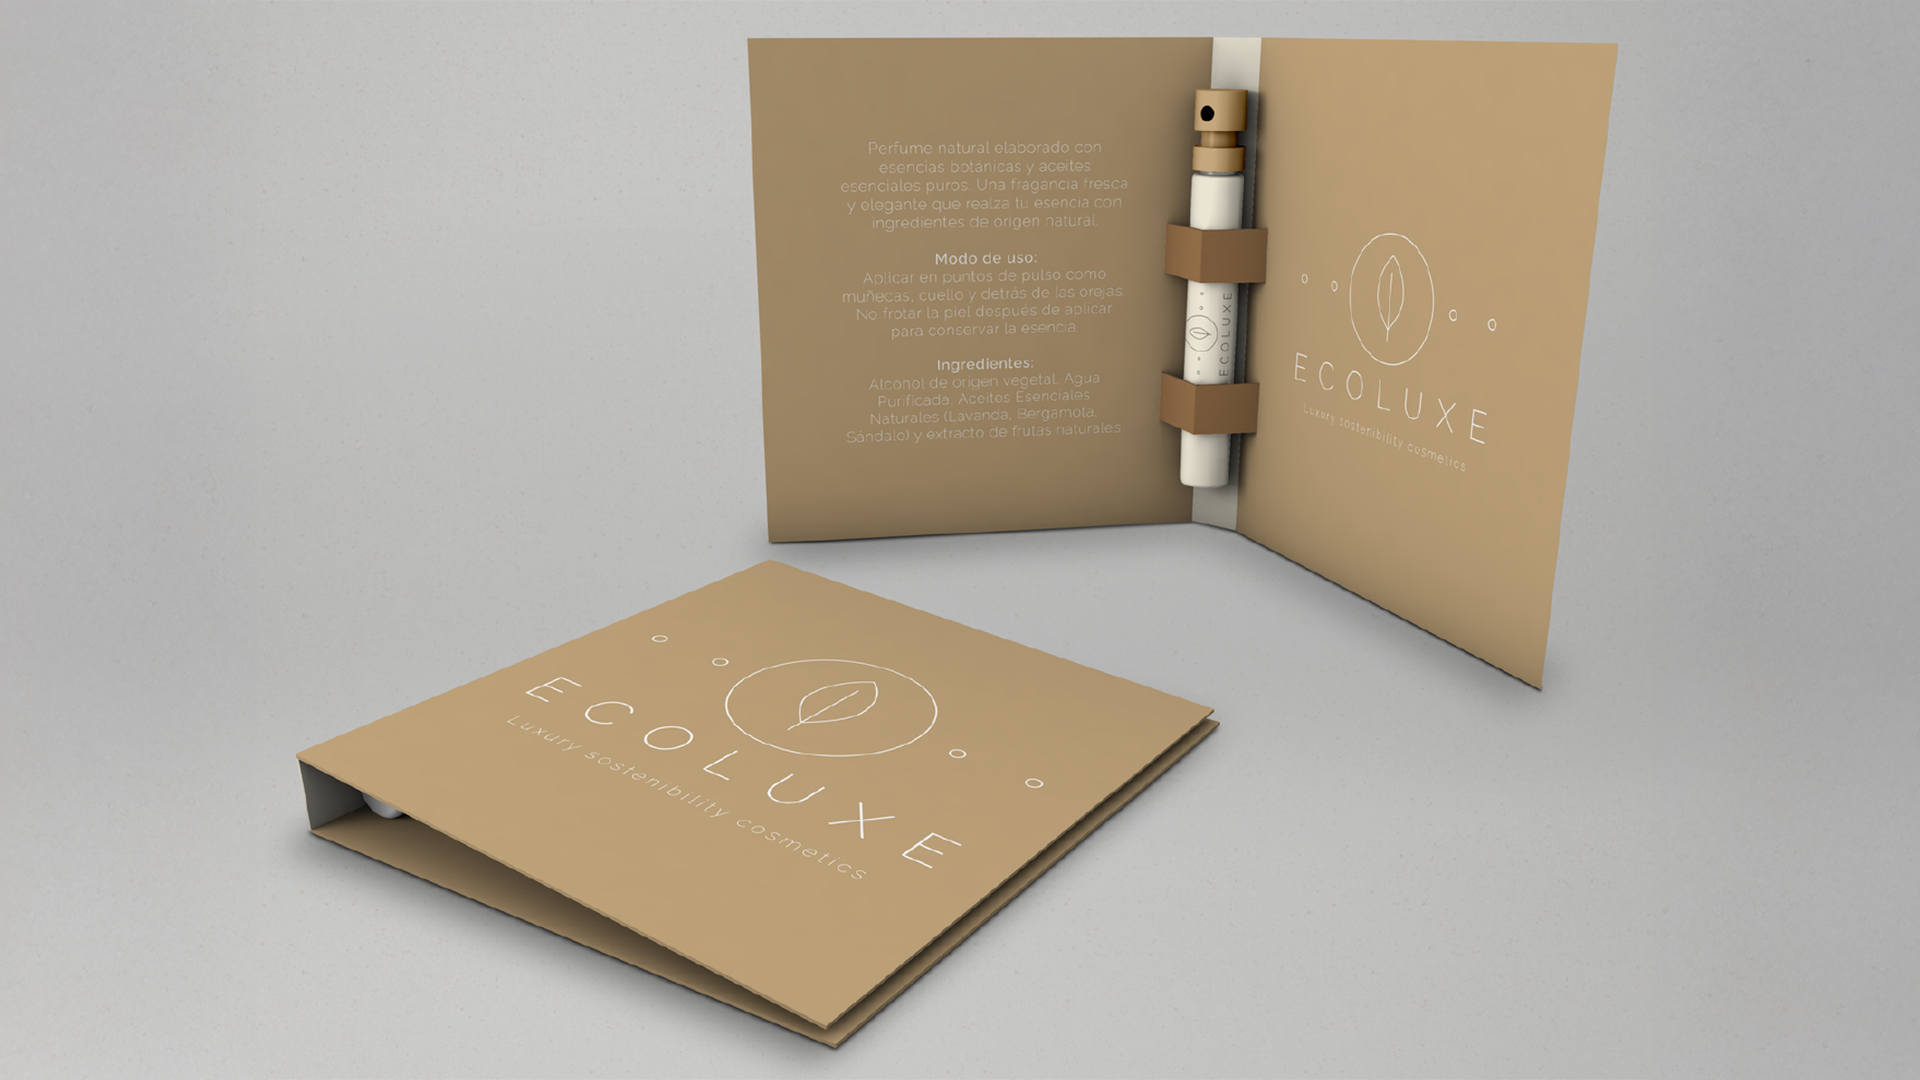 Perfume natural elaborado con
esencias botánicas y aceites
esenciales puros. Una fragancia fresca
y elegante que realza tu esencia con
ingredientes de origen natural.
Modo de uso:
Aplicar en puntos de pulso como
muñecas, cuello y detrás de las orejas
No frotar la piel después de aplicar
para conservar la esencia
Ingredientes:
Alcohol de origen vegetal, Agua
Purificada, Aceites Esenciales
Naturales (Lavanda, Bergamota,
Sándalo) y extracto de frutas naturales
ECOLUXE
ECOLUXE
Luxury sostenibility cosmetics
ECOLUXE
Luxury sostenibility cosmetics